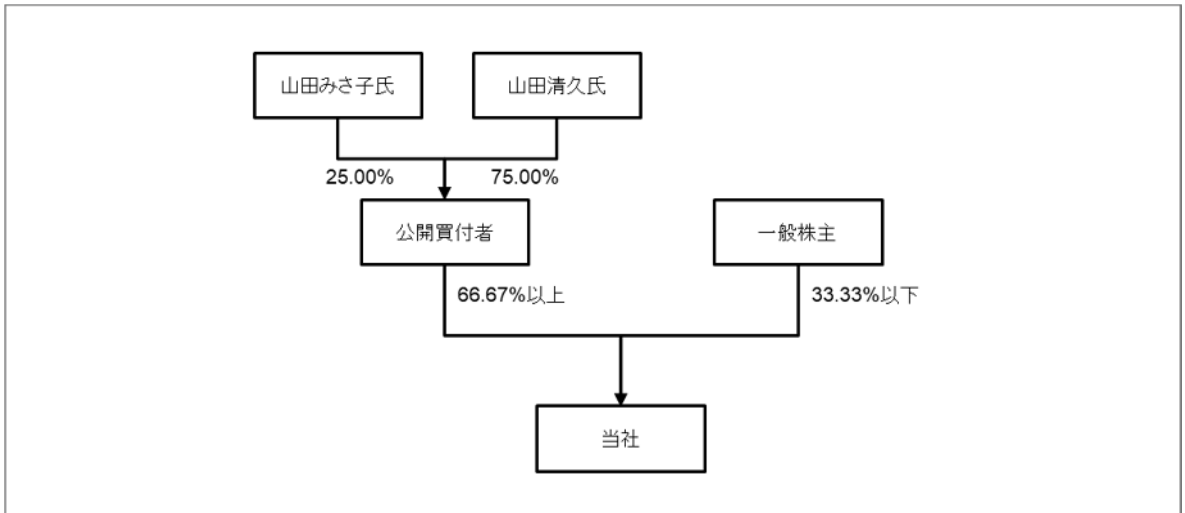 山田みさ子氏
山田清久氏
25.00%
75.00%
公開買付者
一般株主
66.67%以上
33.33%以下
当社